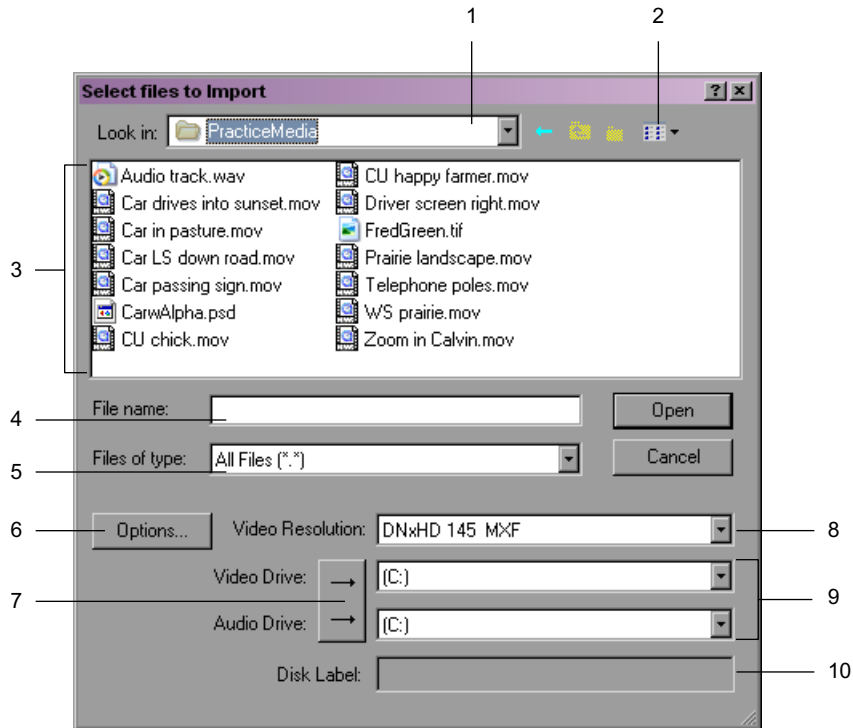 1 2
Select files to Import
Look in: PracticeMedia
Audio track.wav CU happy farmer.mov
Car drives into sunset.mov Driver screen right.mov
Car in pasture.mov FredGreen.tif
3 Car LS down road.mov Prairie landscape.mov
Car passing sign.mov Telephone poles.mov
CarwAlpha.psd WS prairie.mov
CU chick.mov Zoom in Calvin.mov
4 File name: Open
5 Files of type: All Files (*.*) Cancel
6 Options... Video Resolution: DNxHD 145 MXF 8
Video Drive: (C:)
7 9
Audio Drive: (C:)
Disk Label: 10